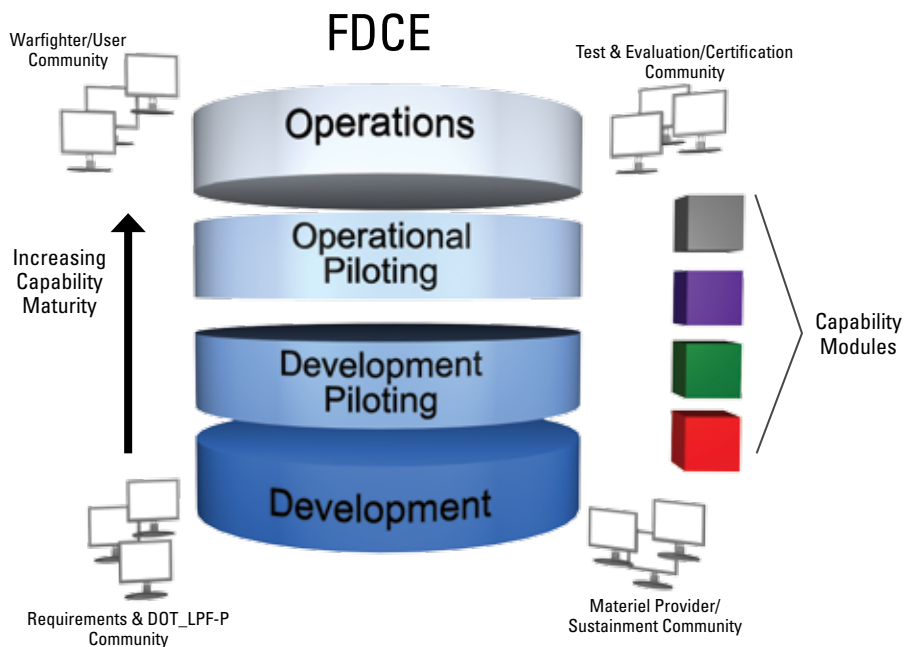 FDCE
Warfighter/User
Community
Test & Evaluation/Certification
Community
Operations
Operational
Piloting
Increasing
Capability
Maturity
Capability
Modules
Development
Piloting
Development
Requirements & DOT_LPF-P
Community
Materiel Provider/
Sustainment Community